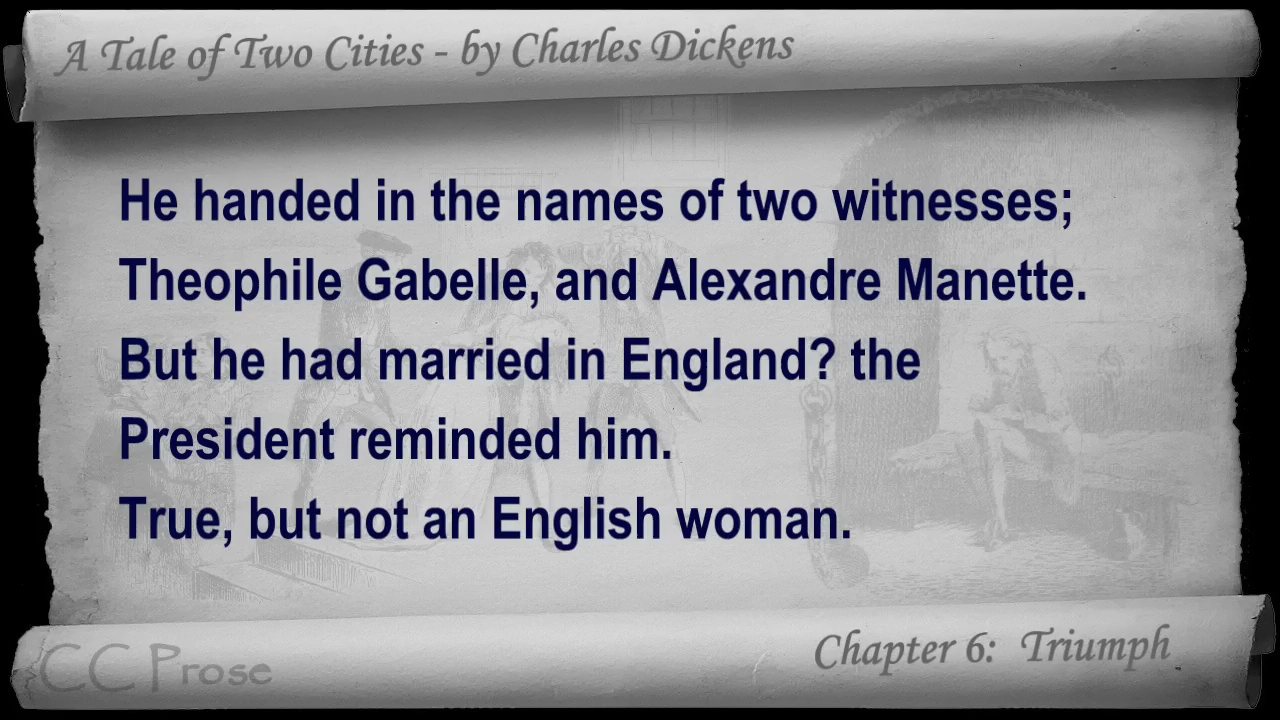 A Tale of Two Cities - by Charles Dickens
He handed in the names of two witnesses;
Theophile Gabelle, and Alexandre Manette.
But he had married in England? the
President reminded him.
True, but not an English woman.
CC Prose
Chapter 6: Triumph